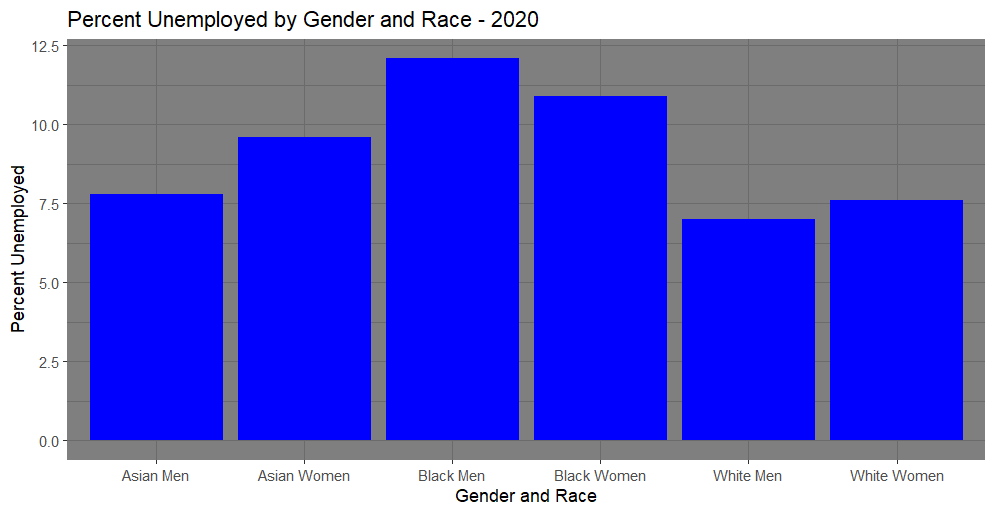 Percent Unemployed by Gender and Race - 2020
Percent Unemployed
12.5
10.0
7.5
5.0
2.5
0.0
Asian Men Asian Women Black Men Black Women White Men White Women
Gender and Race